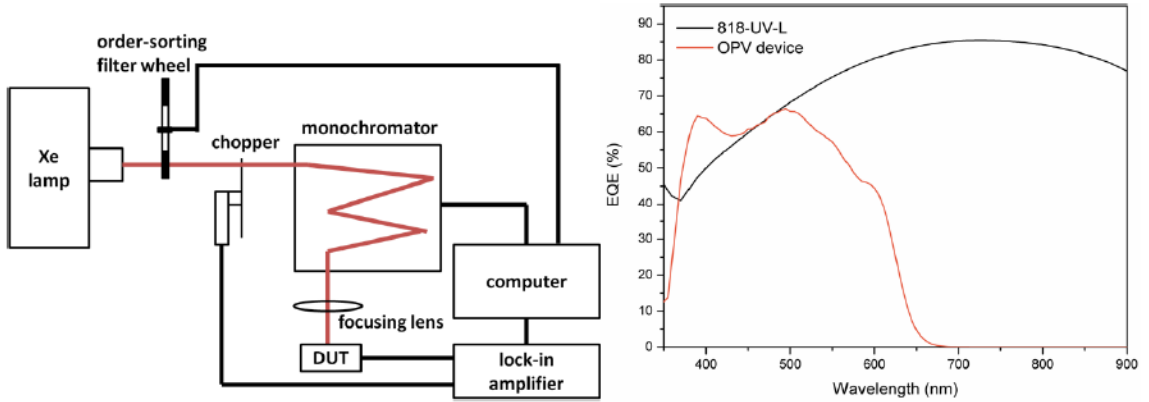 order-sorting
filter wheel
Xe
lamp
chopper
monochromator
computer
focusing lens
DUT
lock-in
amplifier
818-UV-L
OPV device
EQE (%)
90
80
70
60
50
40
30
20
10
0
400
500
600
700
800
900
Wavelength (nm)